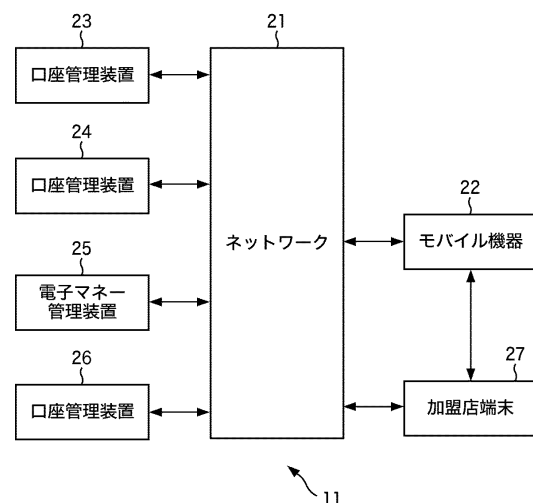 23
口座管理装置
24
口座管理装置
25
電子マネー
管理装置
26
口座管理装置
21
ネットワーク
22
モバイル機器
27
加盟店端末
11